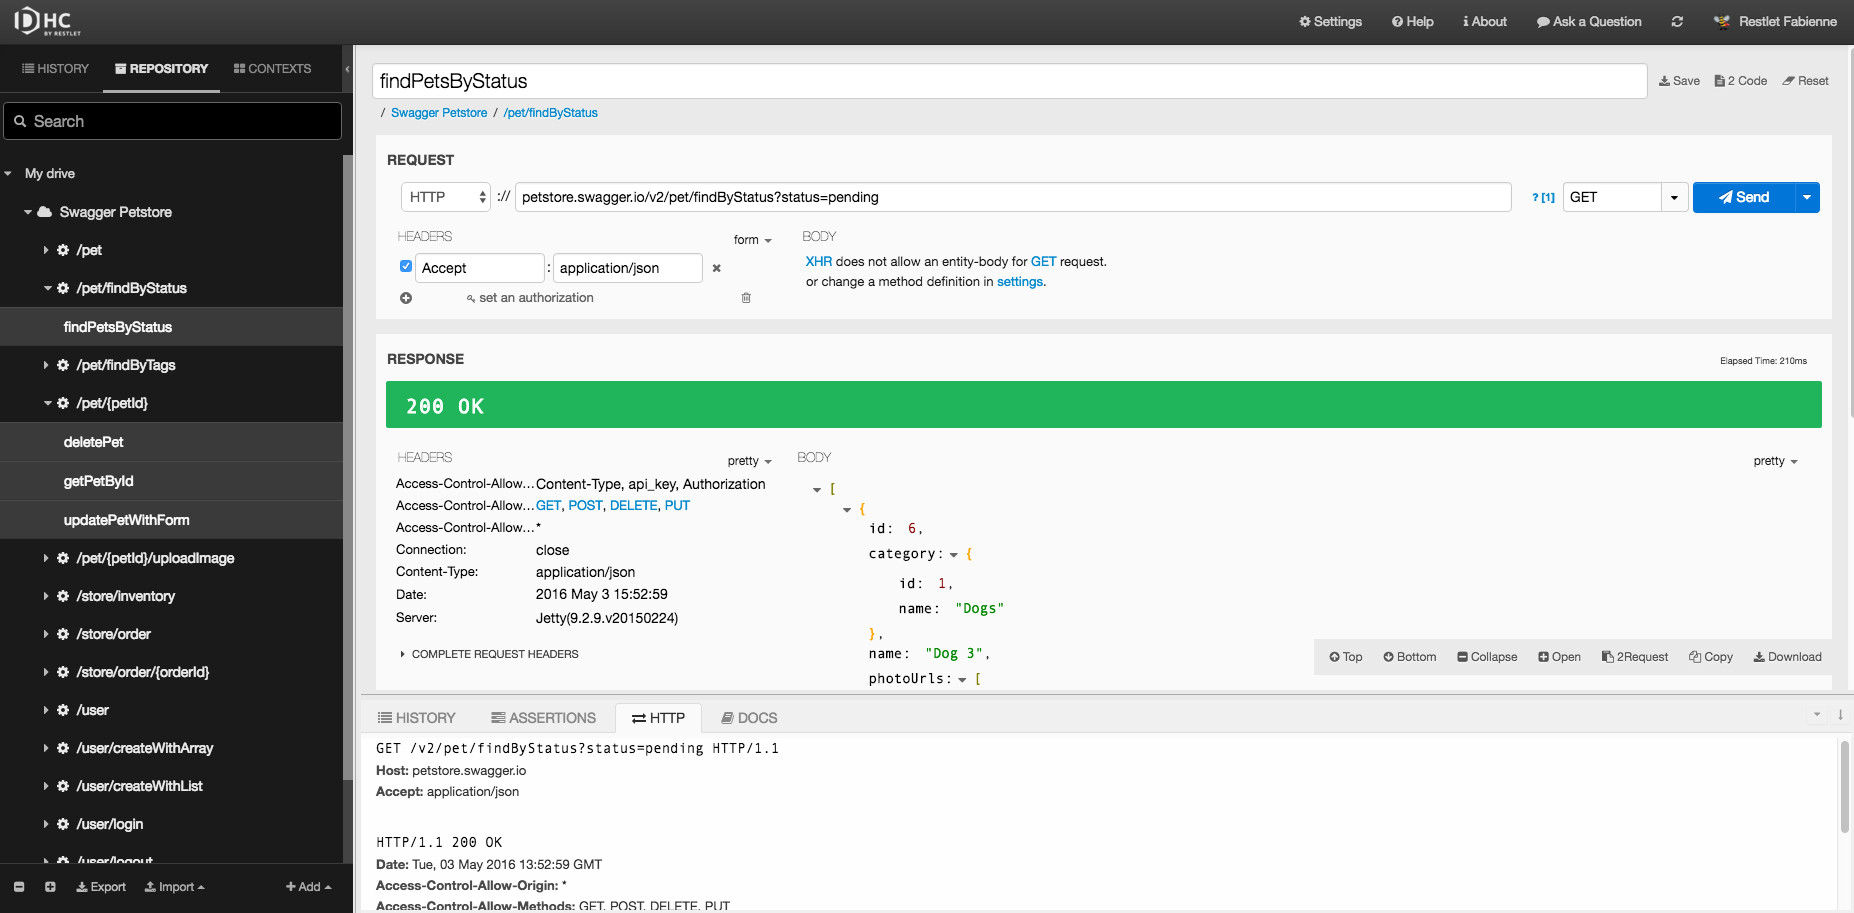 DHC
BY RESTLET
Settings
Help
About
Ask a Question
Restlet Fabienne
HISTORY
REPOSITORY
CONTEXTS
Search
My drive
Swagger Petstore
/pet
/pet/findByStatus
findPetsByStatus
/pet/findByTags
/pet/{petId}
deletePet
getPetById
updatePetWithForm
/pet/{petId}/uploadImage
/store/inventory
/store/order
/store/order/{orderId}
/user
/user/createWithArray
/user/createWithList
/user/login
/user/logout
Export
Import
Add
findPetsByStatus
Save
2 Code
Reset
/ Swagger Petstore / /pet/findByStatus
REQUEST
HTTP :// petstore.swagger.io/v2/pet/findByStatus?status=pending ? [1] GET Send
HEADERS
form
Accept : application/json
set an authorization
BODY
XHR does not allow an entity-body for GET request.
or change a method definition in settings.
RESPONSE
Elapsed Time: 210ms
200 OK
HEADERS
pretty
Access-Control-Allow... Content-Type, api_key, Authorization
Access-Control-Allow... GET, POST, DELETE, PUT
Access-Control-Allow... *
Connection: close
Content-Type: application/json
Date: 2016 May 3 15:52:59
Server: Jetty(9.2.9.v20150224)
COMPLETE REQUEST HEADERS
BODY
pretty
[
{
id: 6,
category: {
id: 1,
name: "Dogs"
},
name: "Dog 3",
photoUrls: [
Top
Bottom
Collapse
Open
2Request
Copy
Download
HISTORY
ASSERTIONS
HTTP
DOCS
GET /v2/pet/findByStatus?status=pending HTTP/1.1
Host: petstore.swagger.io
Accept: application/json
HTTP/1.1 200 OK
Date: Tue, 03 May 2016 13:52:59 GMT
Access-Control-Allow-Origin: *
Access-Control-Allow-Methods: GET, POST, DELETE, PUT